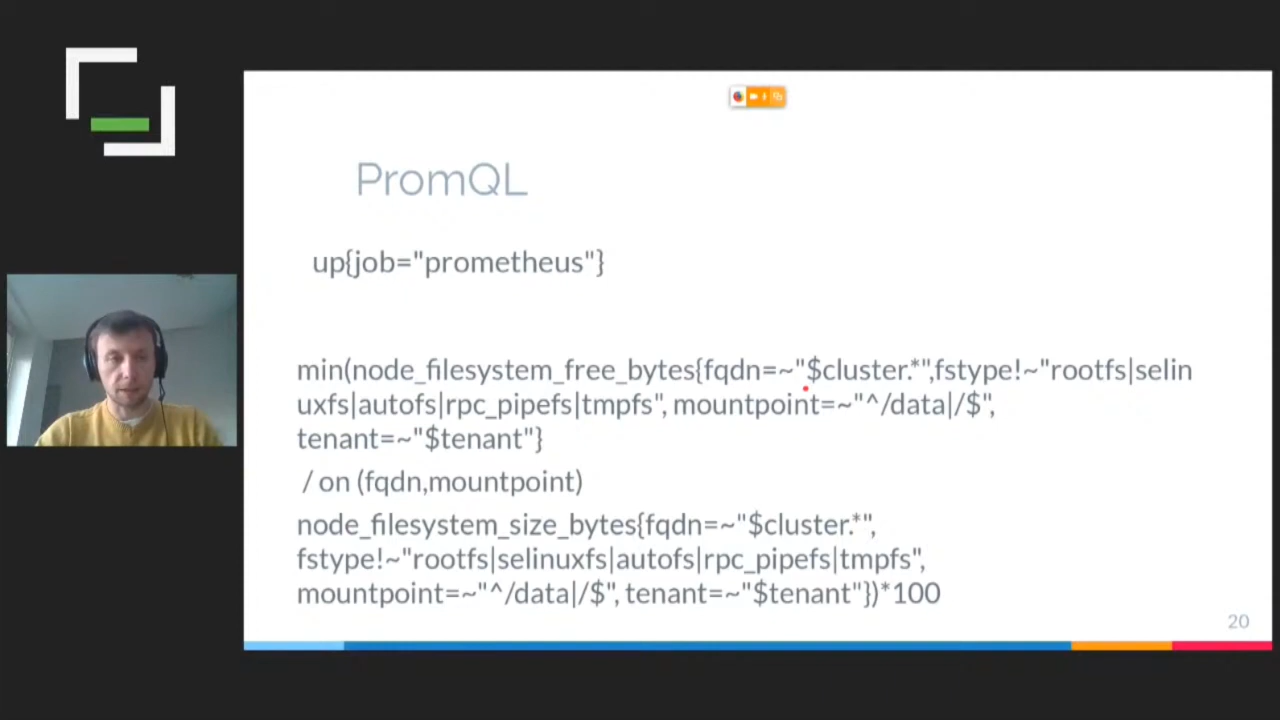 PromQL
up{job="prometheus"}
min(node_filesystem_free_bytes{fqdn=~"$cluster.*",fstype!~"rootfs|selin
uxfs|autofs|rpc_pipefs|tmpfs", mountpoint=~"^/data|/$",
tenant=~"$tenant"}
/ on (fqdn,mountpoint)
node_filesystem_size_bytes{fqdn=~"$cluster.*",
fstype!~"rootfs|selinuxfs|autofs|rpc_pipefs|tmpfs",
mountpoint=~"^/data|/$", tenant=~"$tenant"})*100
20